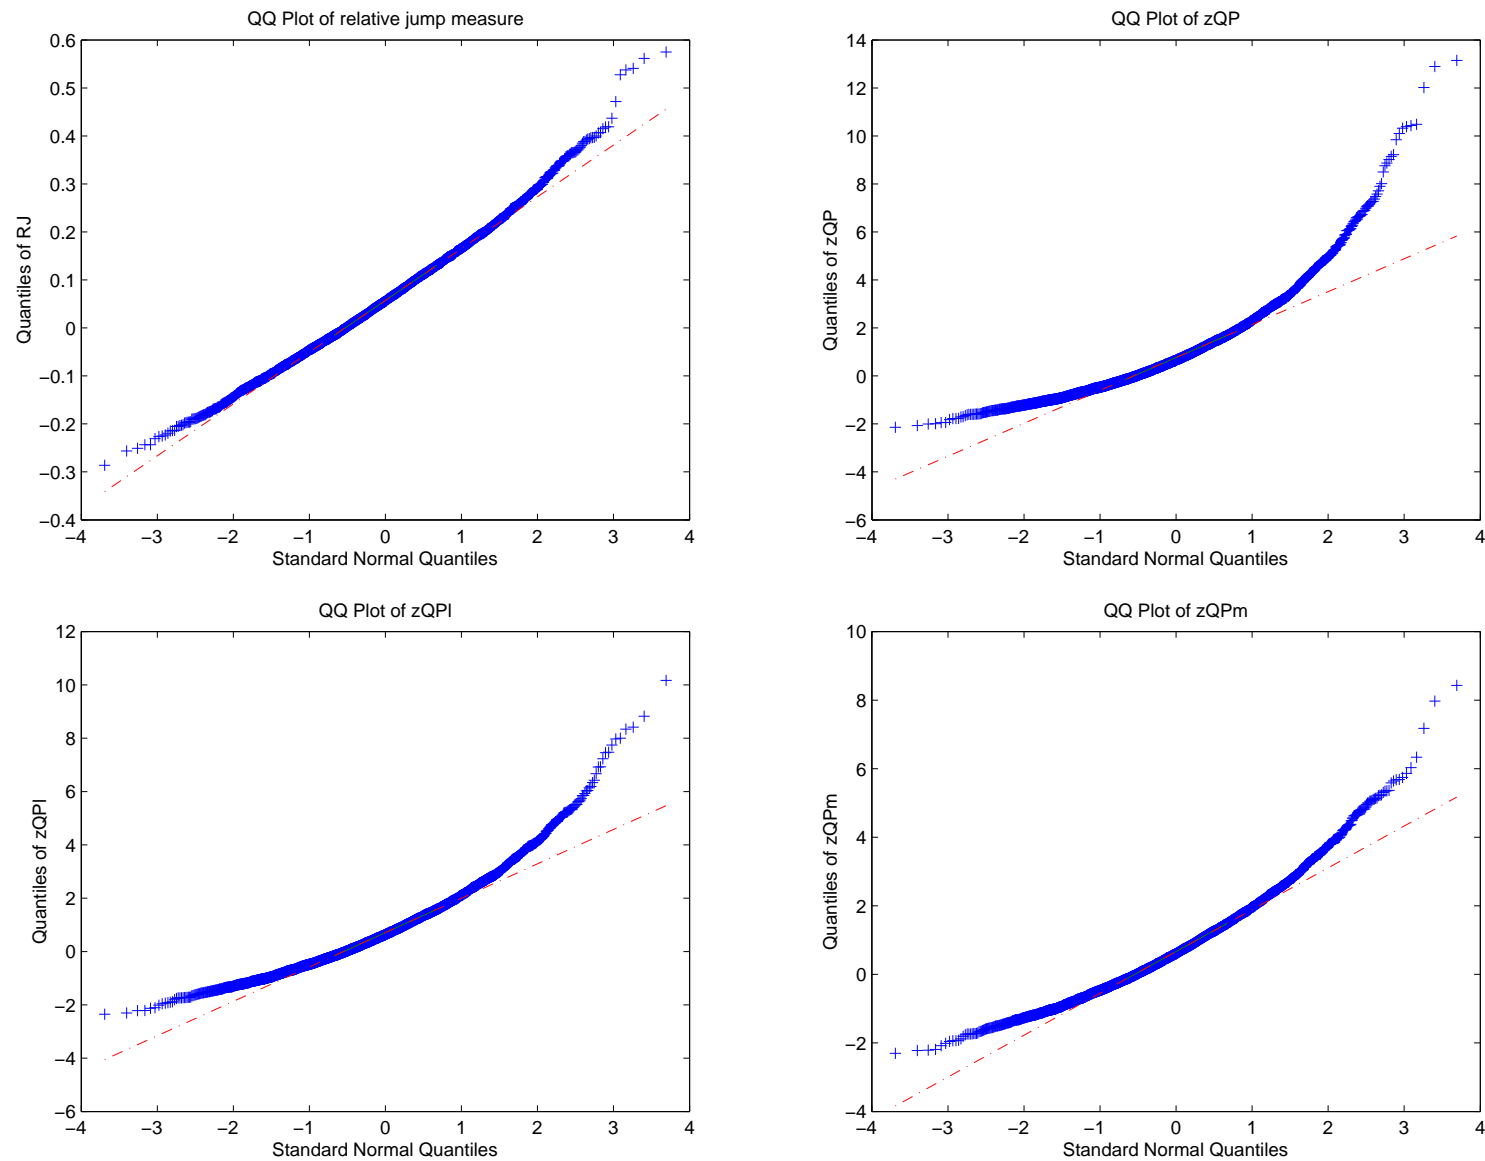 QQ Plot of relative jump measure
0.6
0.5
0.4
0.3
0.2
0.1
0
−0.1
−0.2
−0.3
−0.4
Quantiles of RJ
−4 −3 −2 −1 0 1 2 3 4
Standard Normal Quantiles
QQ Plot of zQP
14
12
10
8
6
4
2
0
−2
−4
−6
Quantiles of zQP
−4 −3 −2 −1 0 1 2 3 4
Standard Normal Quantiles
QQ Plot of zQPl
12
10
8
6
4
2
0
−2
−4
−6
Quantiles of zQPl
−4 −3 −2 −1 0 1 2 3 4
Standard Normal Quantiles
QQ Plot of zQPm
10
8
6
4
2
0
−2
−4
Quantiles of zQPm
−4 −3 −2 −1 0 1 2 3 4
Standard Normal Quantiles